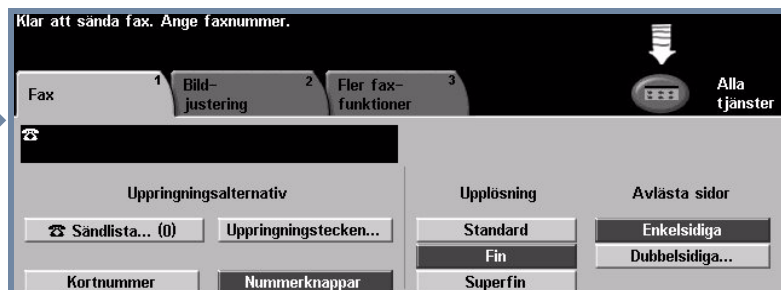 Klar att sända fax. Ange faxnummer.
Fax 1
Bild- 2
justering
Fler fax- 3
funktioner
Alla
tjänster
Uppringningsalternativ
Sändlista... (0)
Uppringningstecken...
Kortnummer
Nummerknappar
Upplösning
Standard
Fin
Superfin
Avlästa sidor
Enkelsidiga
Dubbelsidiga...